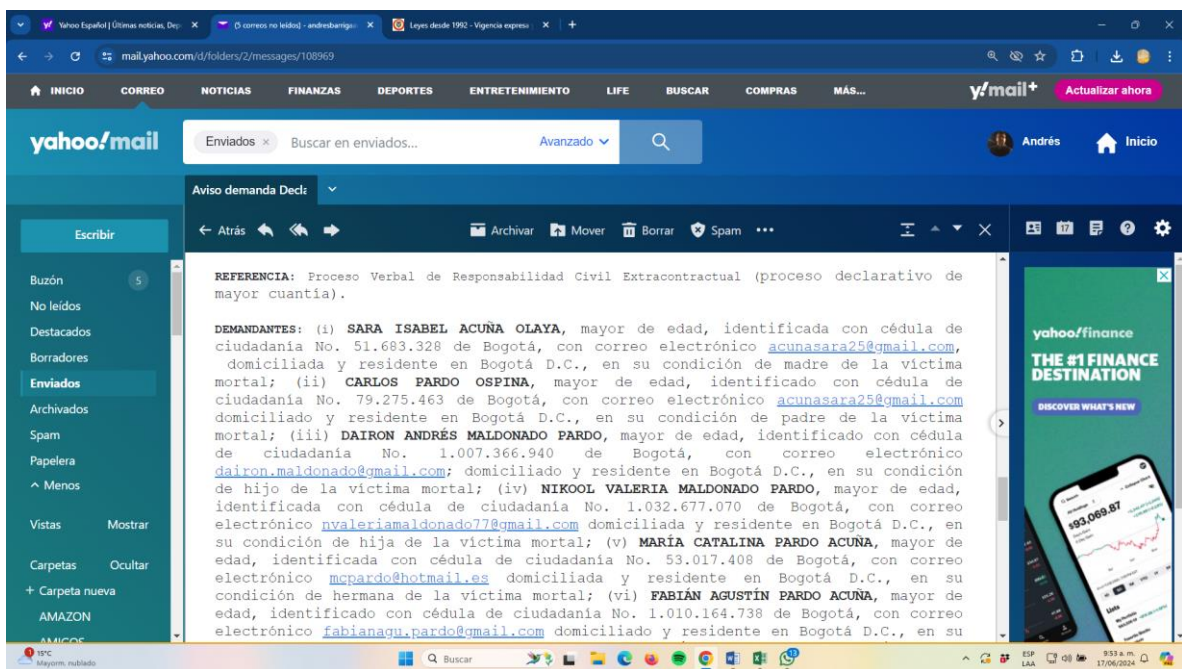 Yahoo Español | Últimas noticias, Dep
(5 correos no leídos) - andresbarriga
Leyes desde 1992 - Vigencia expresa
mail.yahoo.com/d/folders/2/messages/108969
INICIO CORREO NOTICIAS FINANZAS DEPORTES ENTRETENIMIENTO LIFE BUSCAR COMPRAS MÁS... y!mail+ Actualizar ahora
yahoo!mail
Enviados × Buscar en enviados... Avanzado
Andrés Inicio
Aviso demanda Decla
Escribir
← Atrás Archivar Mover Borrar Spam ...
Buzón 5
No leídos
Destacados
Borradores
Enviados
Archivados
Spam
Papelera
Menos
Vistas Mostrar
Carpetas Ocultar
+ Carpeta nueva
AMAZON
AMIGOS
REFERENCIA: Proceso Verbal de Responsabilidad Civil Extracontractual (proceso declarativo de
mayor cuantía).
DEMANDANTES: (i) SARA ISABEL ACUÑA OLAYA, mayor de edad, identificada con cédula de
ciudadanía No. 51.683.328 de Bogotá, con correo electrónico acunasara25@gmail.com,
domiciliada y residente en Bogotá D.C., en su condición de madre de la víctima
mortal; (ii) CARLOS PARDO OSPINA, mayor de edad, identificado con cédula de
ciudadanía No. 79.275.463 de Bogotá, con correo electrónico acunasara25@gmail.com
domiciliado y residente en Bogotá D.C., en su condición de padre de la víctima
mortal; (iii) DAIRON ANDRÉS MALDONADO PARDO, mayor de edad, identificado con cédula
de ciudadanía No. 1.007.366.940 de Bogotá, con correo electrónico
dairon.maldonado@gmail.com; domiciliado y residente en Bogotá D.C., en su condición
de hijo de la víctima mortal; (iv) NIKOOL VALERIA MALDONADO PARDO, mayor de edad,
identificada con cédula de ciudadanía No. 1.032.677.070 de Bogotá, con correo
electrónico nvaleriamaldonado77@gmail.com domiciliada y residente en Bogotá D.C., en
su condición de hija de la víctima mortal; (v) MARÍA CATALINA PARDO ACUÑA, mayor de
edad, identificada con cédula de ciudadanía No. 53.017.408 de Bogotá, con correo
electrónico mcpardo@hotmail.es domiciliada y residente en Bogotá D.C., en su
condición de hermana de la víctima mortal; (vi) FABIÁN AGUSTÍN PARDO ACUÑA, mayor de
edad, identificado con cédula de ciudadanía No. 1.010.164.738 de Bogotá, con correo
electrónico fabianagu.pardo@gmail.com domiciliado y residente en Bogotá D.C., en su
yahoo!finance
THE #1 FINANCE
DESTINATION
DISCOVER WHAT'S NEW
$93,069.87
Lists
15°C
Mayorm. nublado
Buscar
ESP
LAA
9:53 a. m.
17/06/2024